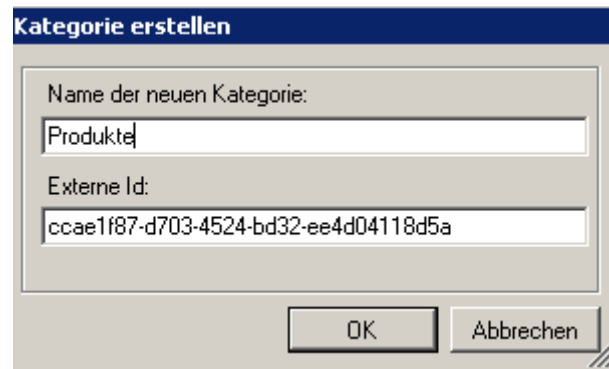 Kategorie erstellen
Name der neuen Kategorie:
Produkte
Externe Id:
ccae1f87-d703-4524-bd32-ee4d04118d5a
OK
Abbrechen